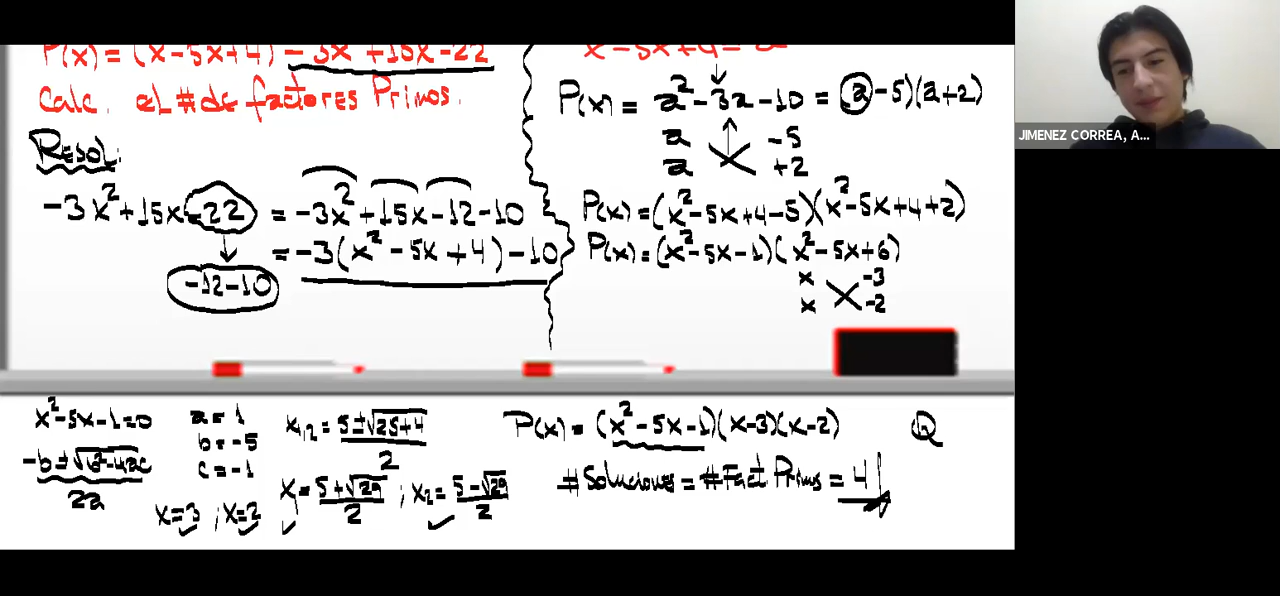 P(x) = (x-5x+4) -3x +15x-22
Calc. el # de factores Primos.
Resol:
-3x²+15x-22 = -3x²+15x-12-10
= -3(x²-5x+4)-10
-12-10
P(x) = a²-3a-10 = (a-5)(a+2)
a -5
a +2
P(x)=(x²-5x+4-5)(x²-5x+4+2)
P(x)=(x²-5x-1)(x²-5x+6)
x -3
x -2
x²-5x-1=0
-b±√b²-4ac
2a
a=1
b=-5
c=-1
x1,2 = 5±√25+4
2
x = 5+√29 ; x2 = 5-√29
2 2
x=3 ; x=2
P(x) = (x²-5x-1)(x-3)(x-2) Q
#Soluciones = #Fact Primos = 4
JIMENEZ CORREA, A...